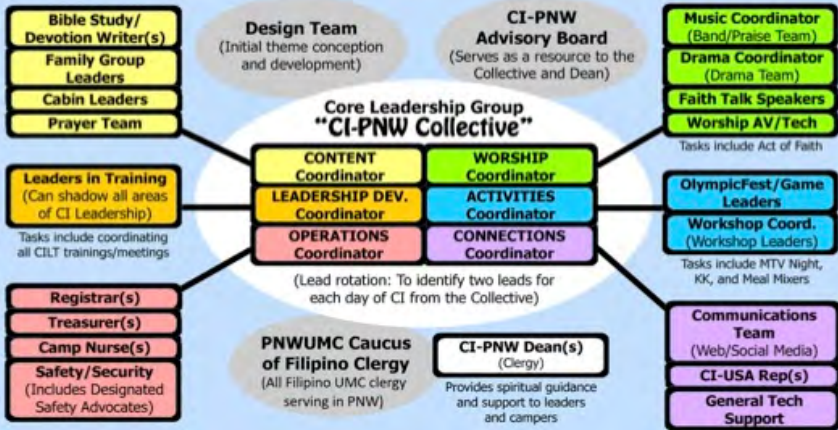 Bible Study/
Devotion Writer(s)
Family Group
Leaders
Cabin Leaders
Prayer Team
Design Team
(Initial theme conception
and development)
CI-PNW
Advisory Board
(Serves as a resource to the
Collective and Dean)
Music Coordinator
(Band/Praise Team)
Drama Coordinator
(Drama Team)
Faith Talk Speakers
Worship AV/Tech
Tasks include Act of Faith
Core Leadership Group
"CI-PNW Collective"
CONTENT
Coordinator
WORSHIP
Coordinator
LEADERSHIP DEV.
Coordinator
ACTIVITIES
Coordinator
OPERATIONS
Coordinator
CONNECTIONS
Coordinator
(Lead rotation: To identify two leads for
each day of CI from the Collective)
Leaders in Training
(Can shadow all areas
of CI Leadership)
Tasks include coordinating
all CILT trainings/meetings
OlympicFest/Game
Leaders
Workshop Coord.
(Workshop Leaders)
Tasks include MTV Night,
KK, and Meal Mixers
Registrar(s)
Treasurer(s)
Camp Nurse(s)
Safety/Security
(Includes Designated
Safety Advocates)
PNWUMC Caucus
of Filipino Clergy
(All Filipino UMC clergy
serving in PNW)
CI-PNW Dean(s)
(Clergy)
Provides spiritual guidance
and support to leaders
and campers
Communications
Team
(Web/Social Media)
CI-USA Rep(s)
General Tech
Support